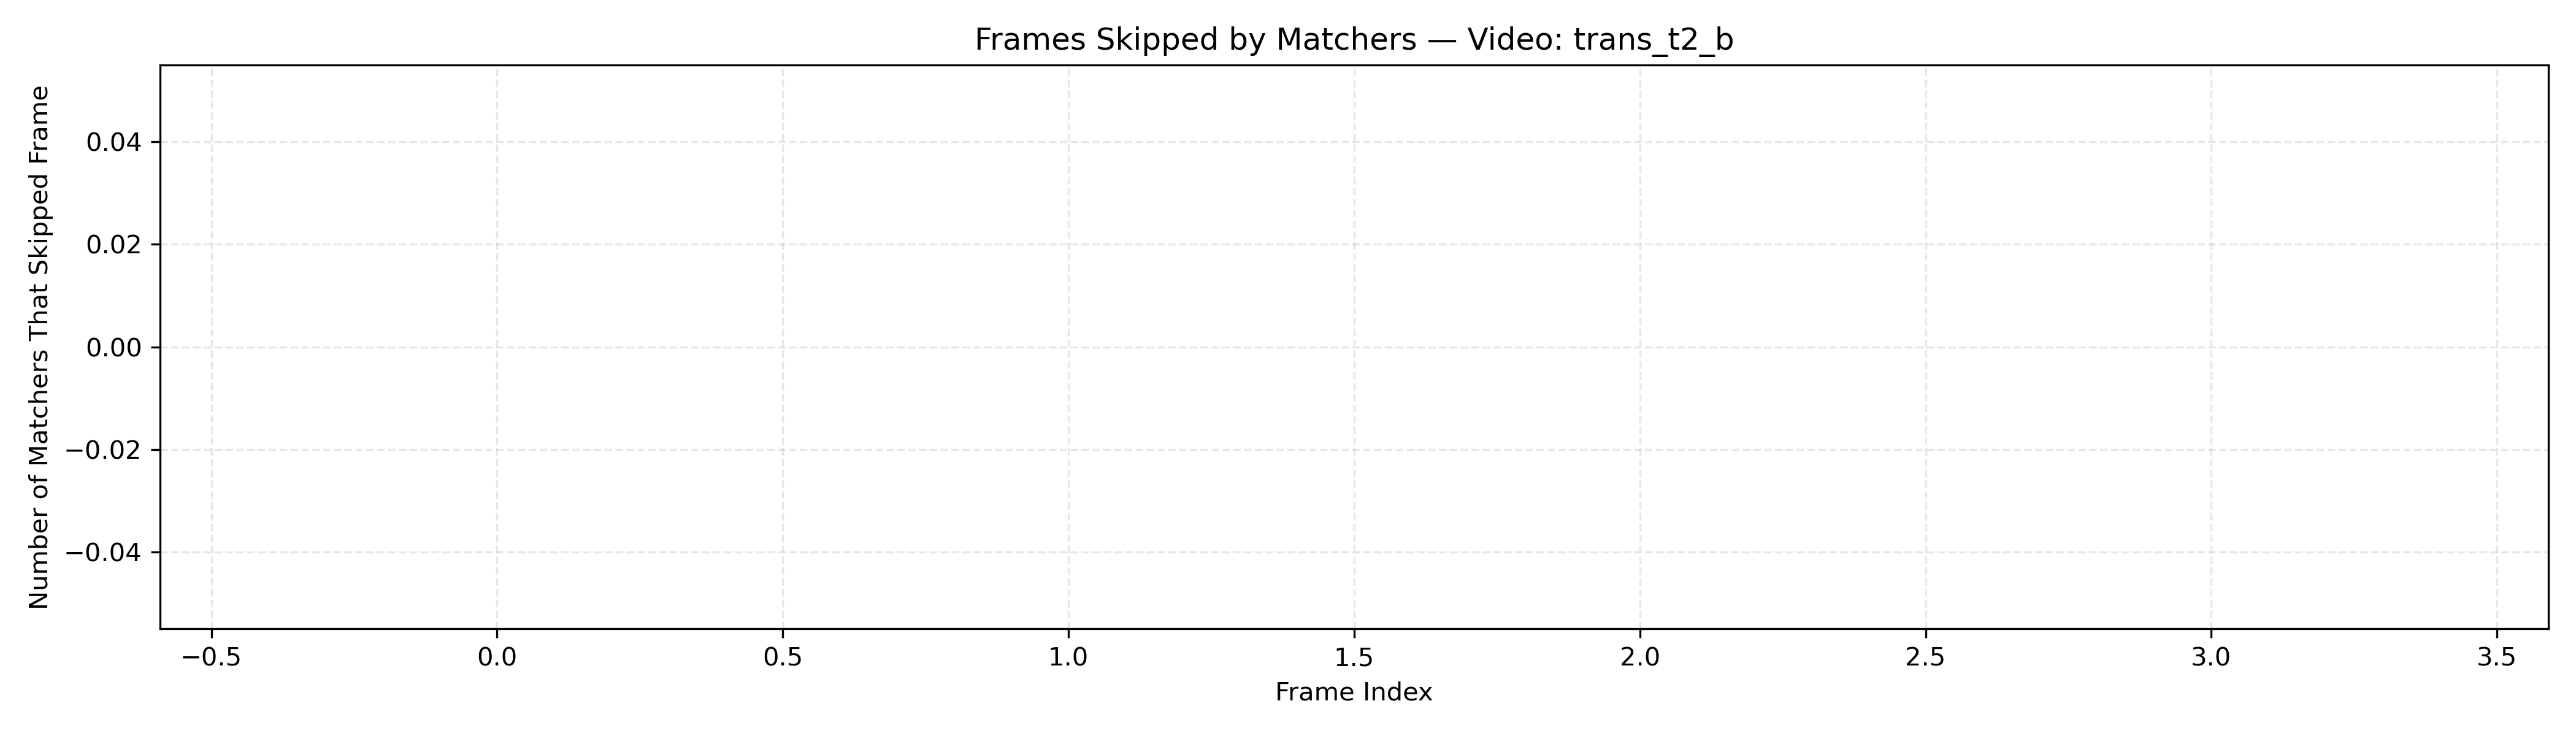 Frames Skipped by Matchers — Video: trans_t2_b
Number of Matchers That Skipped Frame
0.04
0.02
0.00
−0.02
−0.04
−0.5 0.0 0.5 1.0 1.5 2.0 2.5 3.0 3.5
Frame Index